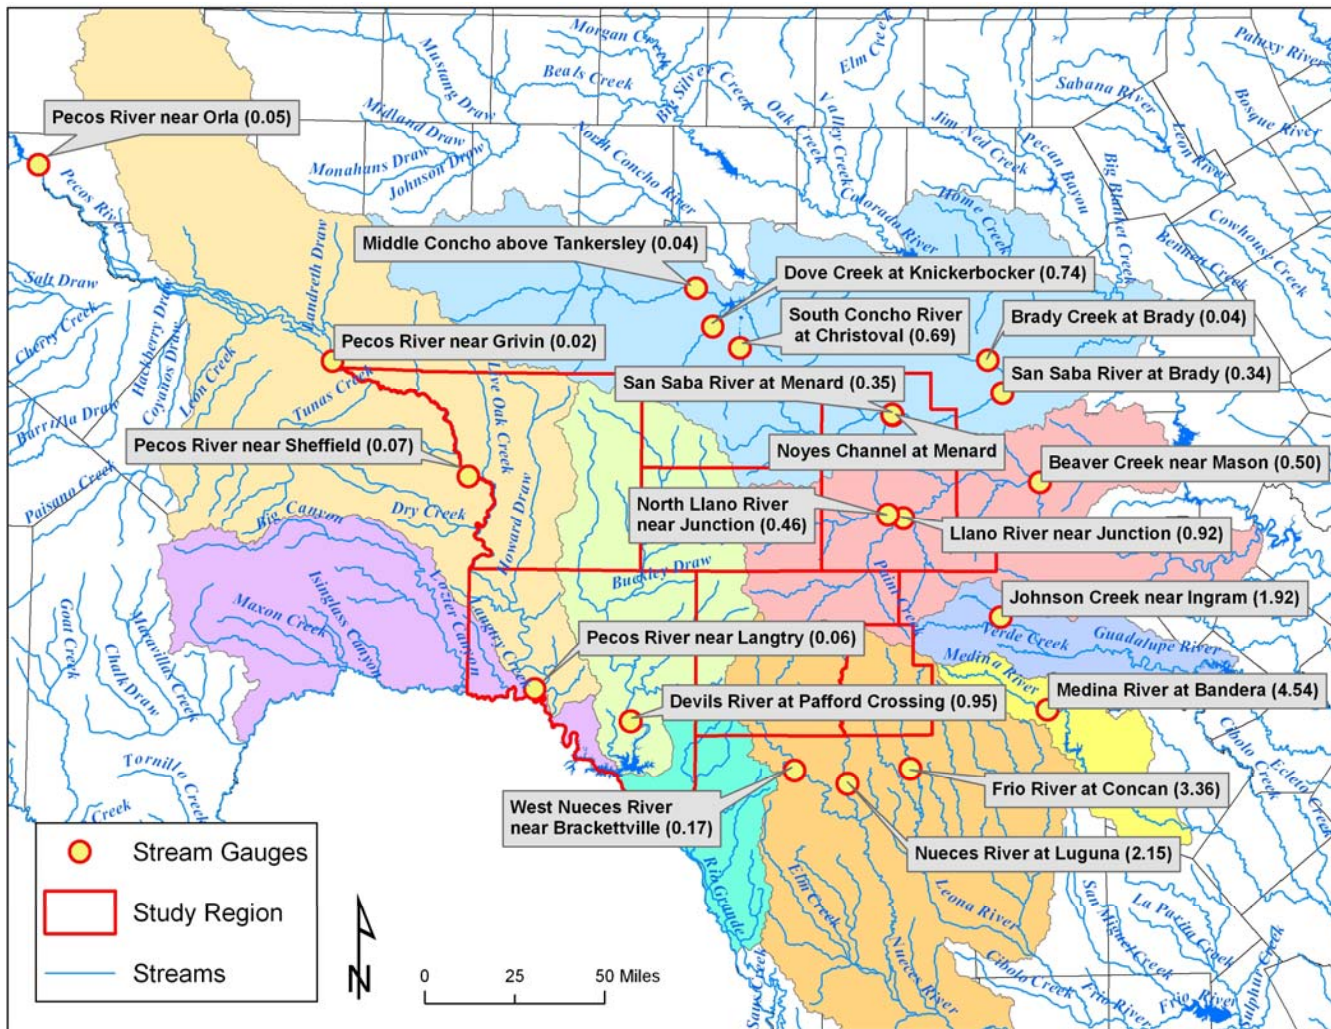 Morgan Creek
Elm Creek
Paluxy River
Mustang Draw
Beals Creek
Big Silver Creek
Sabana River
Pecos River near Orla (0.05)
Midland Draw
Oak Creek
Valley Creek
Jim Ned Creek
Pecan Bayou
Leon River
Bosque River
Monahans Draw
Johnson Draw
North Concho River
Big Blanket Creek
Pecos River
Colorado River
Home Creek
Cowhouse Creek
Bennett Creek
Landreth Draw
Middle Concho above Tankersley (0.04)
Dove Creek at Knickerbocker (0.74)
Salt Draw
Hackberry Draw
South Concho River
at Christoval (0.69)
Brady Creek at Brady (0.04)
Cherry Creek
Coyanos Draw
Leon Creek
Pecos River near Grivin (0.02)
Live Oak Creek
San Saba River at Menard (0.35)
San Saba River at Brady (0.34)
Tunas Creek
Barrilla Draw
Pecos River near Sheffield (0.07)
Noyes Channel at Menard
Beaver Creek near Mason (0.50)
Paisano Creek
Big Canyon
Dry Creek
Howard Draw
North Llano River
near Junction (0.46)
Llano River near Junction (0.92)
Buckley Draw
Paint Creek
Isinglass Canyon
Lozier Canyon
Langtry Creek
Johnson Creek near Ingram (1.92)
Goat Creek
Chalk Draw
Maravillas Creek
Maxon Creek
Pecos River near Langtry (0.06)
Verde Creek
Guadalupe River
Medina River
Devils River at Pafford Crossing (0.95)
Medina River at Bandera (4.54)
Tornillo Creek
Cibolo Creek
Ecleto Creek
Creek
West Nueces River
near Brackettville (0.17)
Frio River at Concan (3.36)
Nueces River at Luguna (2.15)
Stream Gauges
Study Region
Streams
N
0 25 50 Miles
Rio Grande
Elm Creek
Leona River
Nueces River
San Miguel Creek
La Parita Creek
Saus Creek
Cibolo Creek
Frio River
Frio River
Sulphur Creek